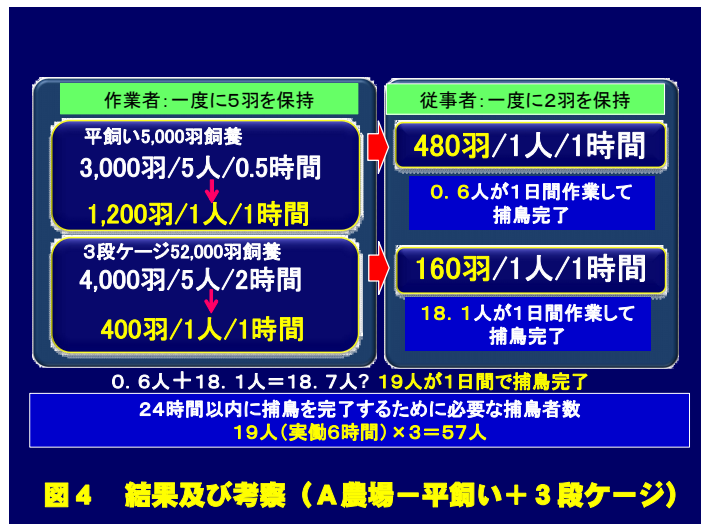 作業者：一度に５羽を保持
平飼い5,000羽飼養
3,000羽/5人/0.5時間
1,200羽/1人/1時間
３段ケージ52,000羽飼養
4,000羽/5人/2時間
400羽/1人/1時間
従事者：一度に２羽を保持
480羽/1人/1時間
０．６人が１日間作業して
捕鳥完了
160羽/1人/1時間
１８．１人が１日間作業して
捕鳥完了
０．６人＋１８．１人＝１８．７人？ １９人が１日間で捕鳥完了
２４時間以内に捕鳥を完了するために必要な捕鳥者数
１９人（実働６時間）×３＝５７人
図４　結果及び考察（Ａ農場－平飼い＋３段ケージ）